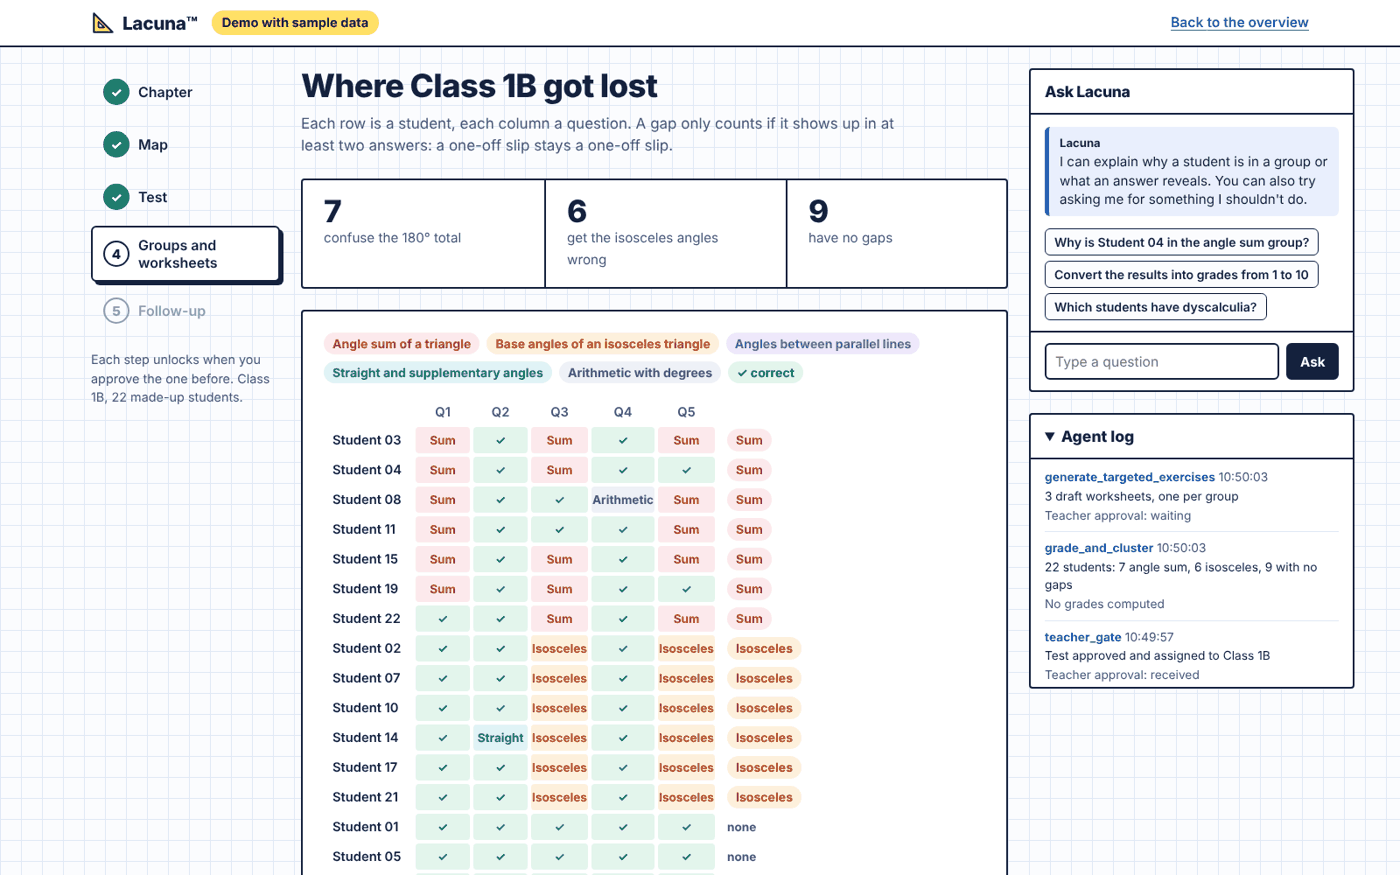 Lacuna™
Demo with sample data
Back to the overview
Chapter
Map
Test
4
Groups and
worksheets
5
Follow-up
Each step unlocks when you
approve the one before. Class
1B, 22 made-up students.
Where Class 1B got lost
Each row is a student, each column a question. A gap only counts if it shows up in at
least two answers: a one-off slip stays a one-off slip.
7
confuse the 180° total
6
get the isosceles angles
wrong
9
have no gaps
Angle sum of a triangle Base angles of an isosceles triangle Angles between parallel lines
Straight and supplementary angles Arithmetic with degrees ✓ correct
Q1 Q2 Q3 Q4 Q5
Student 03 Sum ✓ Sum ✓ Sum Sum
Student 04 Sum ✓ Sum ✓ ✓ Sum
Student 08 Sum ✓ ✓ Arithmetic Sum Sum
Student 11 Sum ✓ ✓ ✓ Sum Sum
Student 15 Sum ✓ Sum ✓ Sum Sum
Student 19 Sum ✓ Sum ✓ ✓ Sum
Student 22 ✓ ✓ Sum ✓ Sum Sum
Student 02 ✓ ✓ Isosceles ✓ Isosceles Isosceles
Student 07 ✓ ✓ Isosceles ✓ Isosceles Isosceles
Student 10 ✓ ✓ Isosceles ✓ Isosceles Isosceles
Student 14 ✓ Straight Isosceles ✓ Isosceles Isosceles
Student 17 ✓ ✓ Isosceles ✓ Isosceles Isosceles
Student 21 ✓ ✓ Isosceles ✓ Isosceles Isosceles
Student 01 ✓ ✓ ✓ ✓ ✓ none
Student 05 ✓ ✓ ✓ ✓ ✓ none
Ask Lacuna
Lacuna
I can explain why a student is in a group or
what an answer reveals. You can also try
asking me for something I shouldn't do.
Why is Student 04 in the angle sum group?
Convert the results into grades from 1 to 10
Which students have dyscalculia?
Type a question
Ask
▼ Agent log
generate_targeted_exercises 10:50:03
3 draft worksheets, one per group
Teacher approval: waiting
grade_and_cluster 10:50:03
22 students: 7 angle sum, 6 isosceles, 9 with no
gaps
No grades computed
teacher_gate 10:49:57
Test approved and assigned to Class 1B
Teacher approval: received